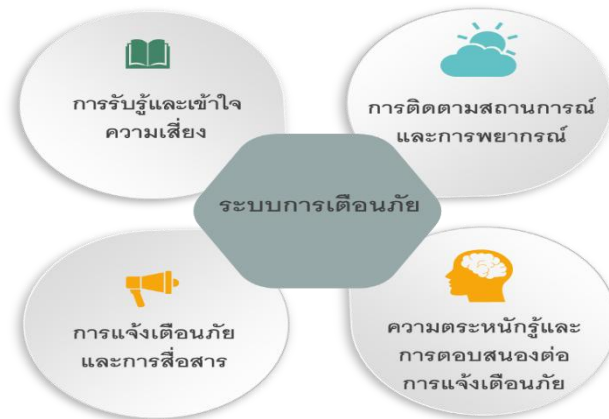 การรับรู้และเข้าใจ
ความเสี่ยง
การติดตามสถานการณ์
และการพยากรณ์
ระบบการเตือนภัย
การแจ้งเตือนภัย
และการสื่อสาร
ความตระหนักรู้และ
การตอบสนองต่อ
การแจ้งเตือนภัย